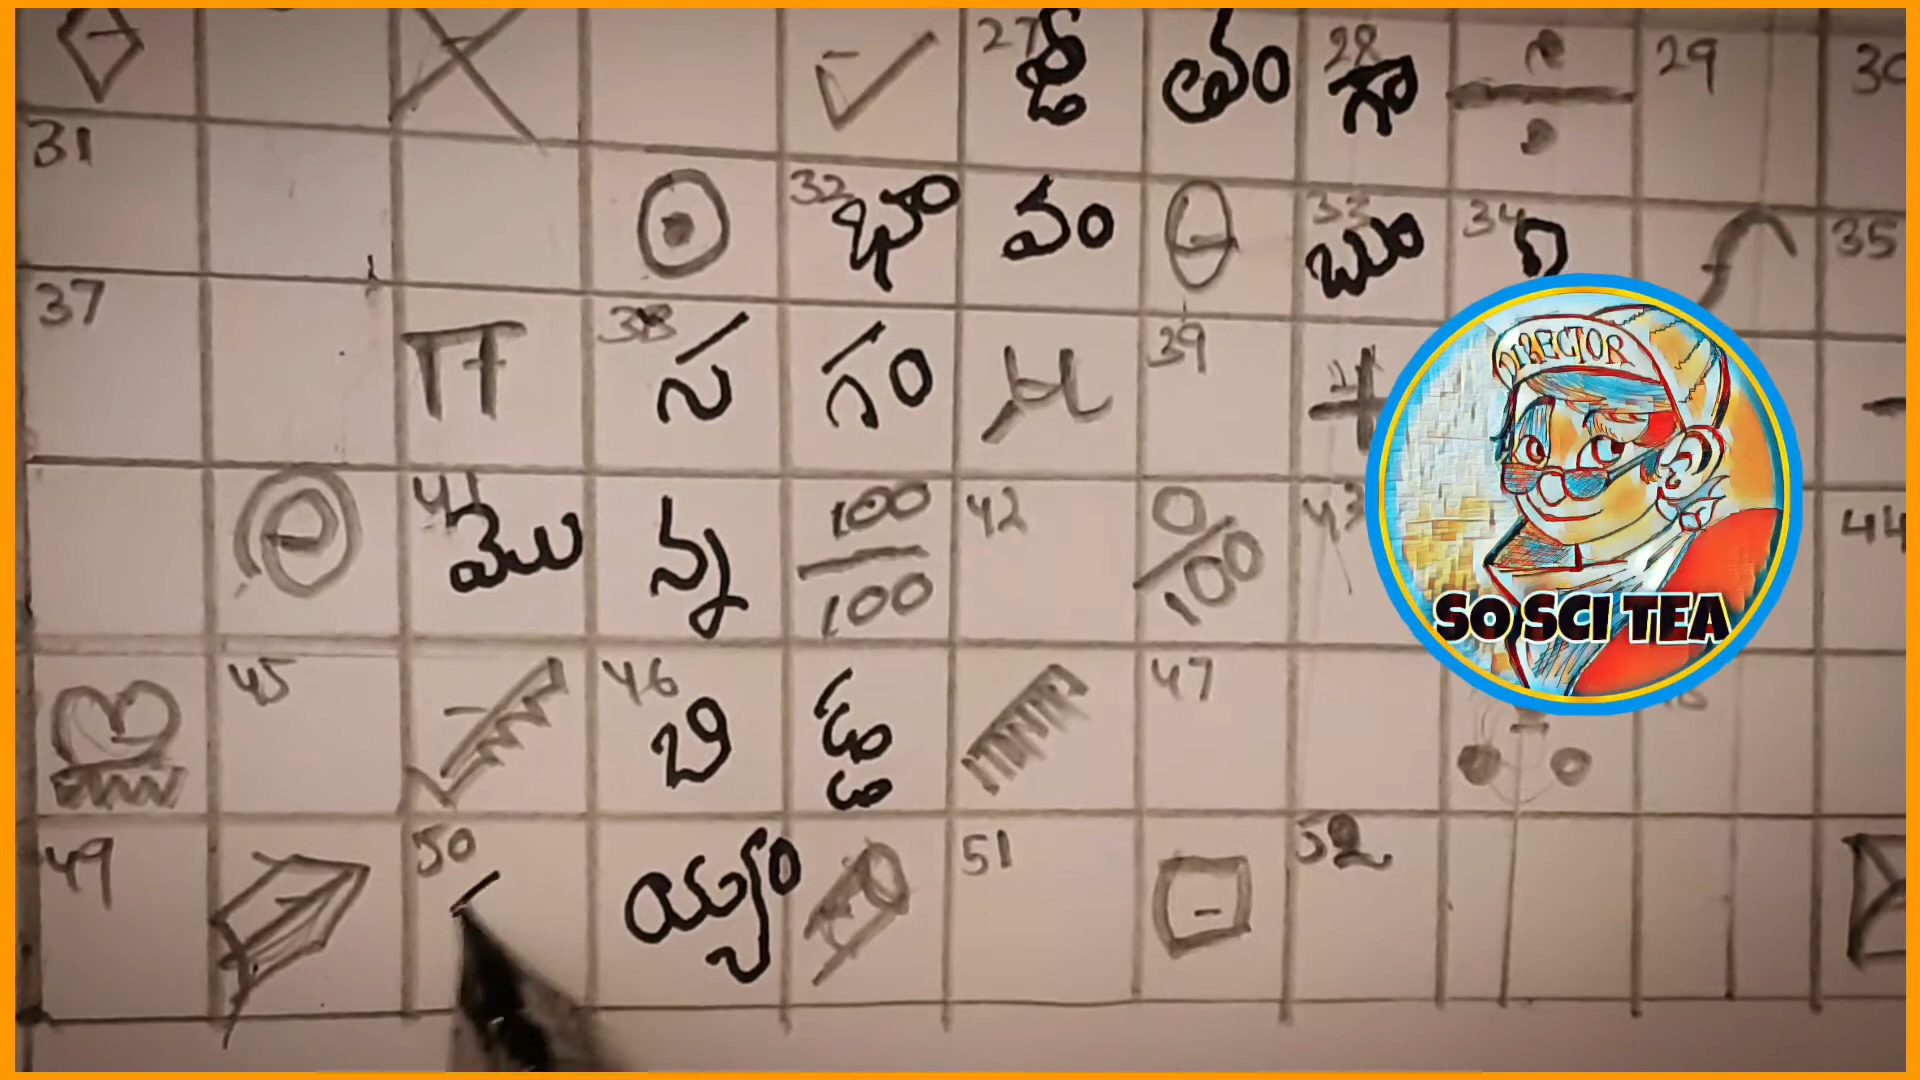 27 జీ వితం 28 గా 29 30
31 32 భా వం 33 బుం 34 35
37 38 స గం 39
41 మొ న్న 100/100 42 0/100 43 44
45 46 బి డ్డ 47
49 50 య్యం 51 52
DIRECTOR
SO SCI TEA